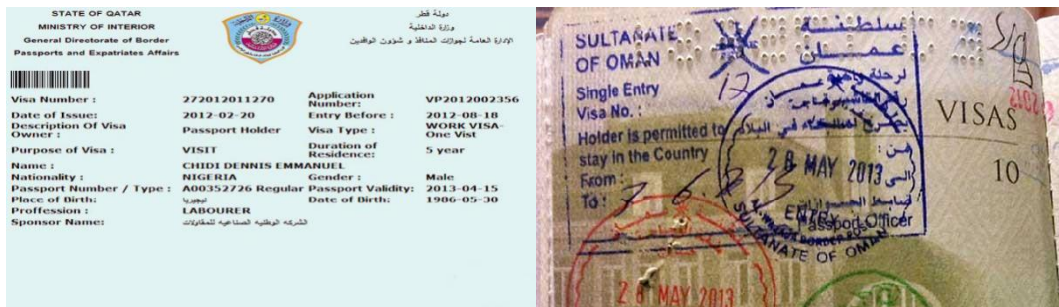 STATE OF QATAR
MINISTRY OF INTERIOR
General Directorate of Border
Passports and Expatriates Affairs
دولة قطر
وزارة الداخلية
الإدارة العامة لجوازات المنافذ و شؤون الوافدين
Visa Number : 272012011270 Application Number: VP2012002356
Date of Issue: 2012-02-20 Entry Before : 2012-08-18
Description Of Visa Owner : Passport Holder Visa Type : WORK VISA-One Vist
Purpose of Visa : VISIT Duration of Residence: 5 year
Name : CHIDI DENNIS EMMANUEL
Nationality : NIGERIA Gender : Male
Passport Number / Type : A00352726 Regular Passport Validity: 2013-04-15
Place of Birth: نيجيريا Date of Birth: 1986-05-30
Proffession : LABOURER
Sponsor Name: الشركه الوطنيه الصناعيه للمقاولات
SULTANATE OF OMAN
سلطنة عمان
Single Entry
Visa No. :
12
Holder is permitted to
stay in the Country
From :
To :
28 MAY 2013
ENTRY
Passport Officer
SULTANATE OF OMAN
28 MAY 2013
VISAS
10